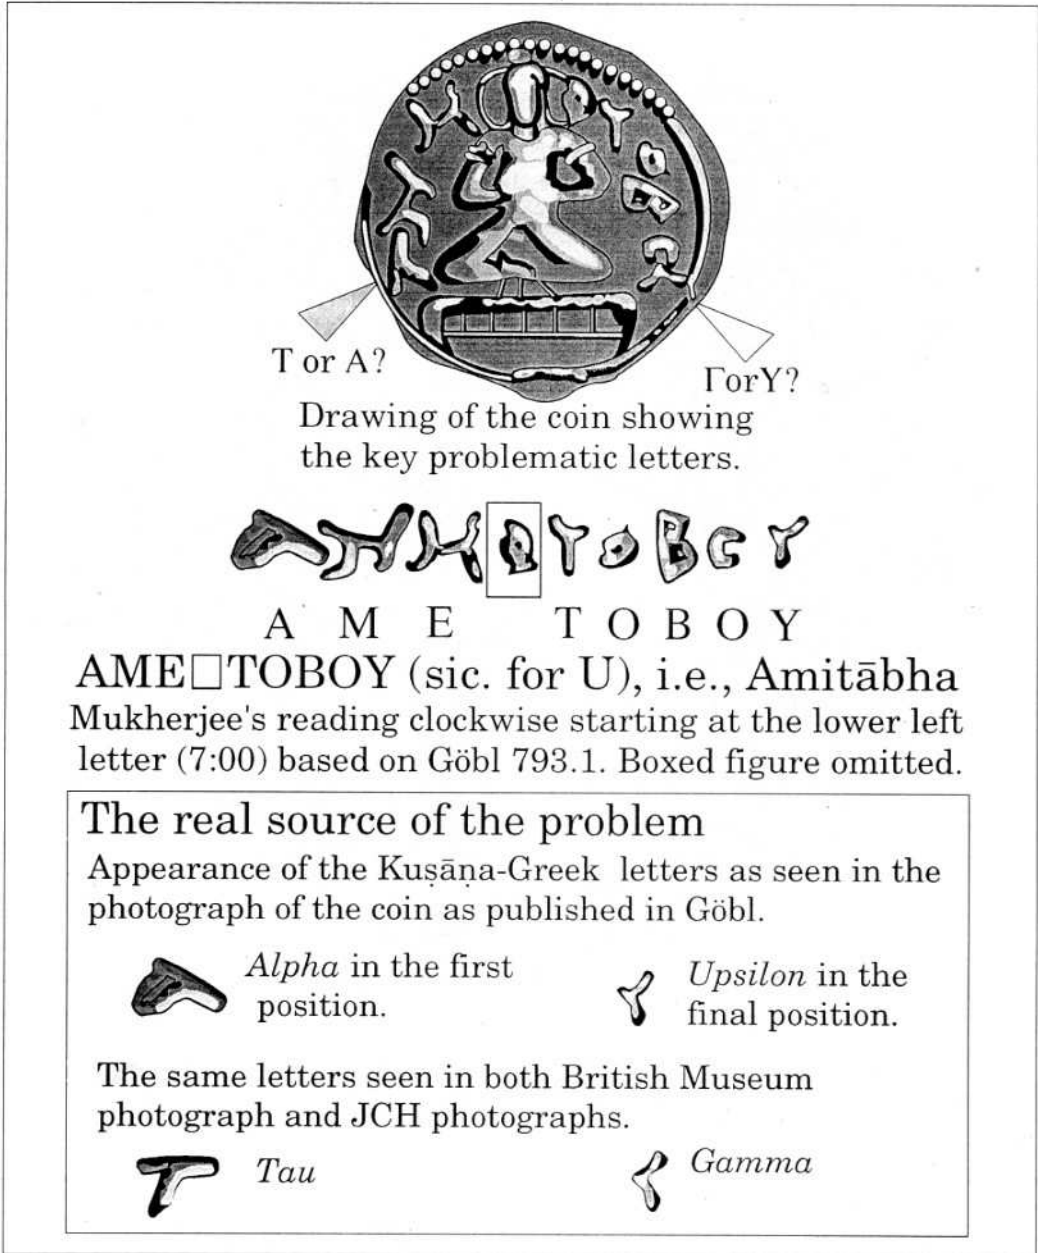 T or A?
ΓorY?
Drawing of the coin showing
the key problematic letters.
A M E T O B O Y
AME□TOBOY (sic. for U), i.e., Amitābha
Mukherjee's reading clockwise starting at the lower left
letter (7:00) based on Göbl 793.1. Boxed figure omitted.
The real source of the problem
Appearance of the Kuṣāṇa-Greek letters as seen in the
photograph of the coin as published in Göbl.
Alpha in the first
position.
Upsilon in the
final position.
The same letters seen in both British Museum
photograph and JCH photographs.
Tau
Gamma